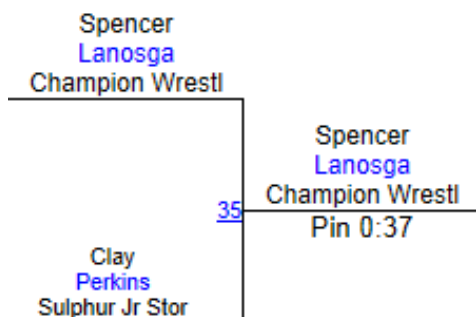 Spencer
Lanosga
Champion Wrestl
Spencer
Lanosga
Champion Wrestl
35
Pin 0:37
Clay
Perkins
Sulphur Jr Stor